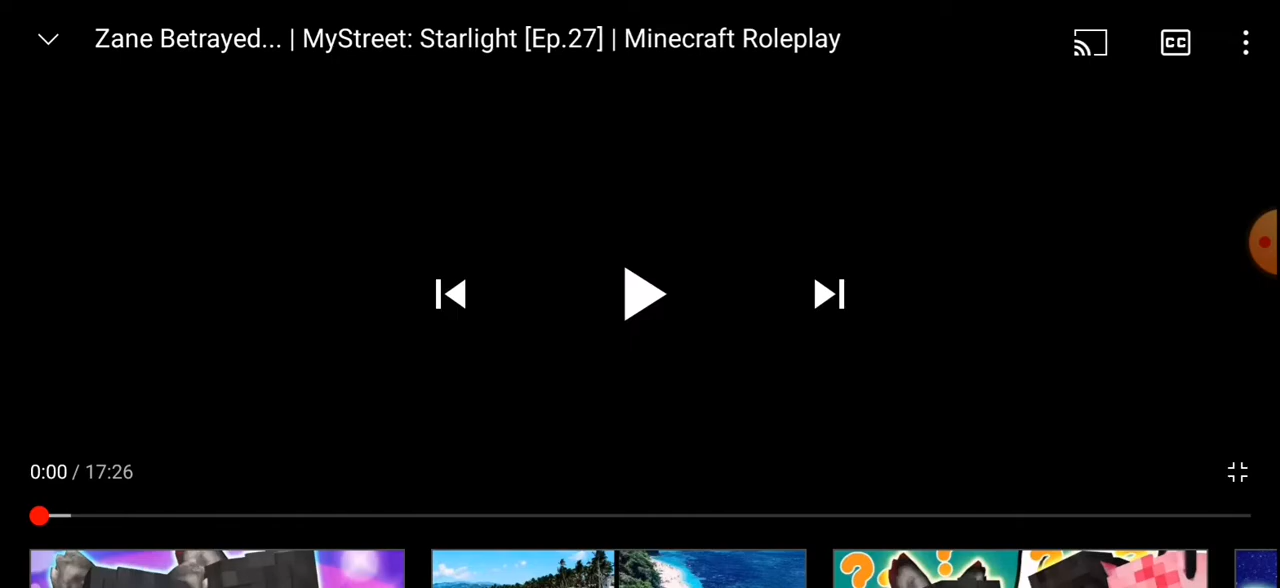 Zane Betrayed... | MyStreet: Starlight [Ep.27] | Minecraft Roleplay
CC
0:00 / 17:26